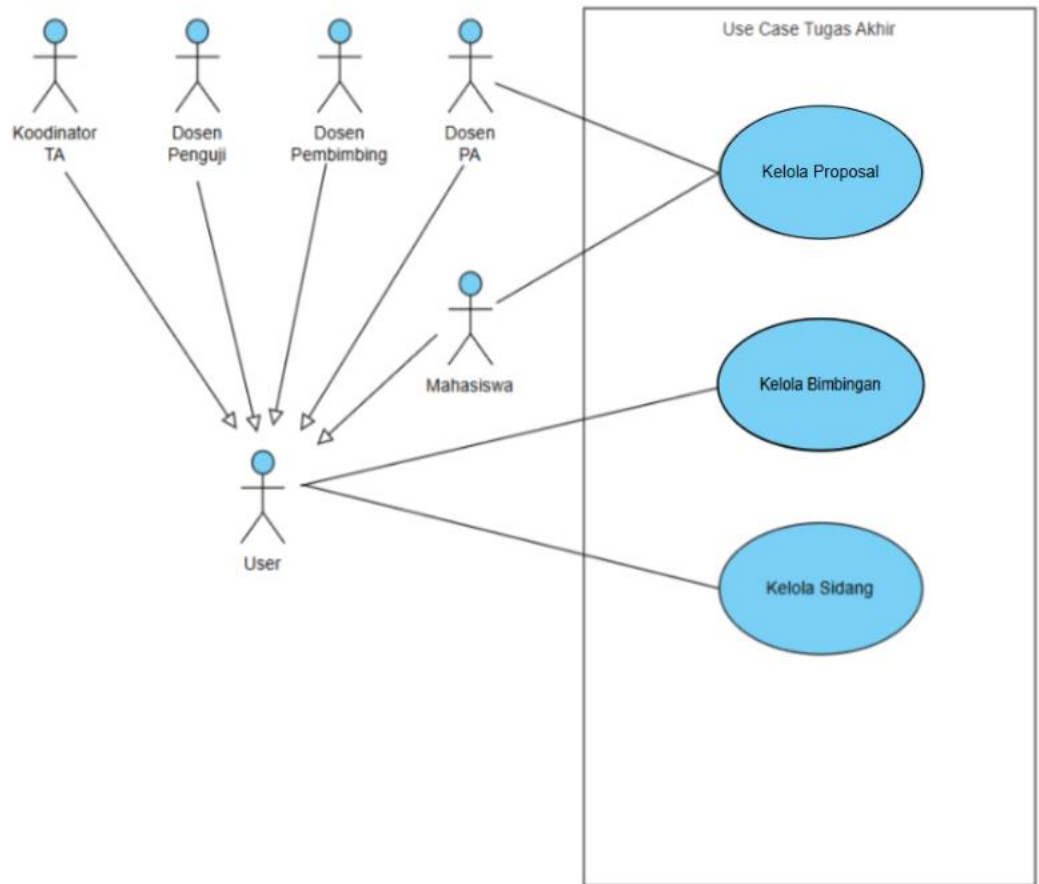 Use Case Tugas Akhir
Koodinator
TA
Dosen
Penguji
Dosen
Pembimbing
Dosen
PA
Kelola Proposal
Mahasiswa
Kelola Bimbingan
User
Kelola Sidang